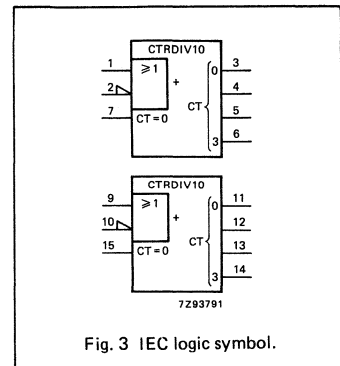 CTRDIV10
1 ≥1 + 0 3
2 4
7 CT=0 CT 5
3 6
CTRDIV10
9 ≥1 + 0 11
10 12
15 CT=0 CT 13
3 14
7Z93791
Fig. 3 IEC logic symbol.